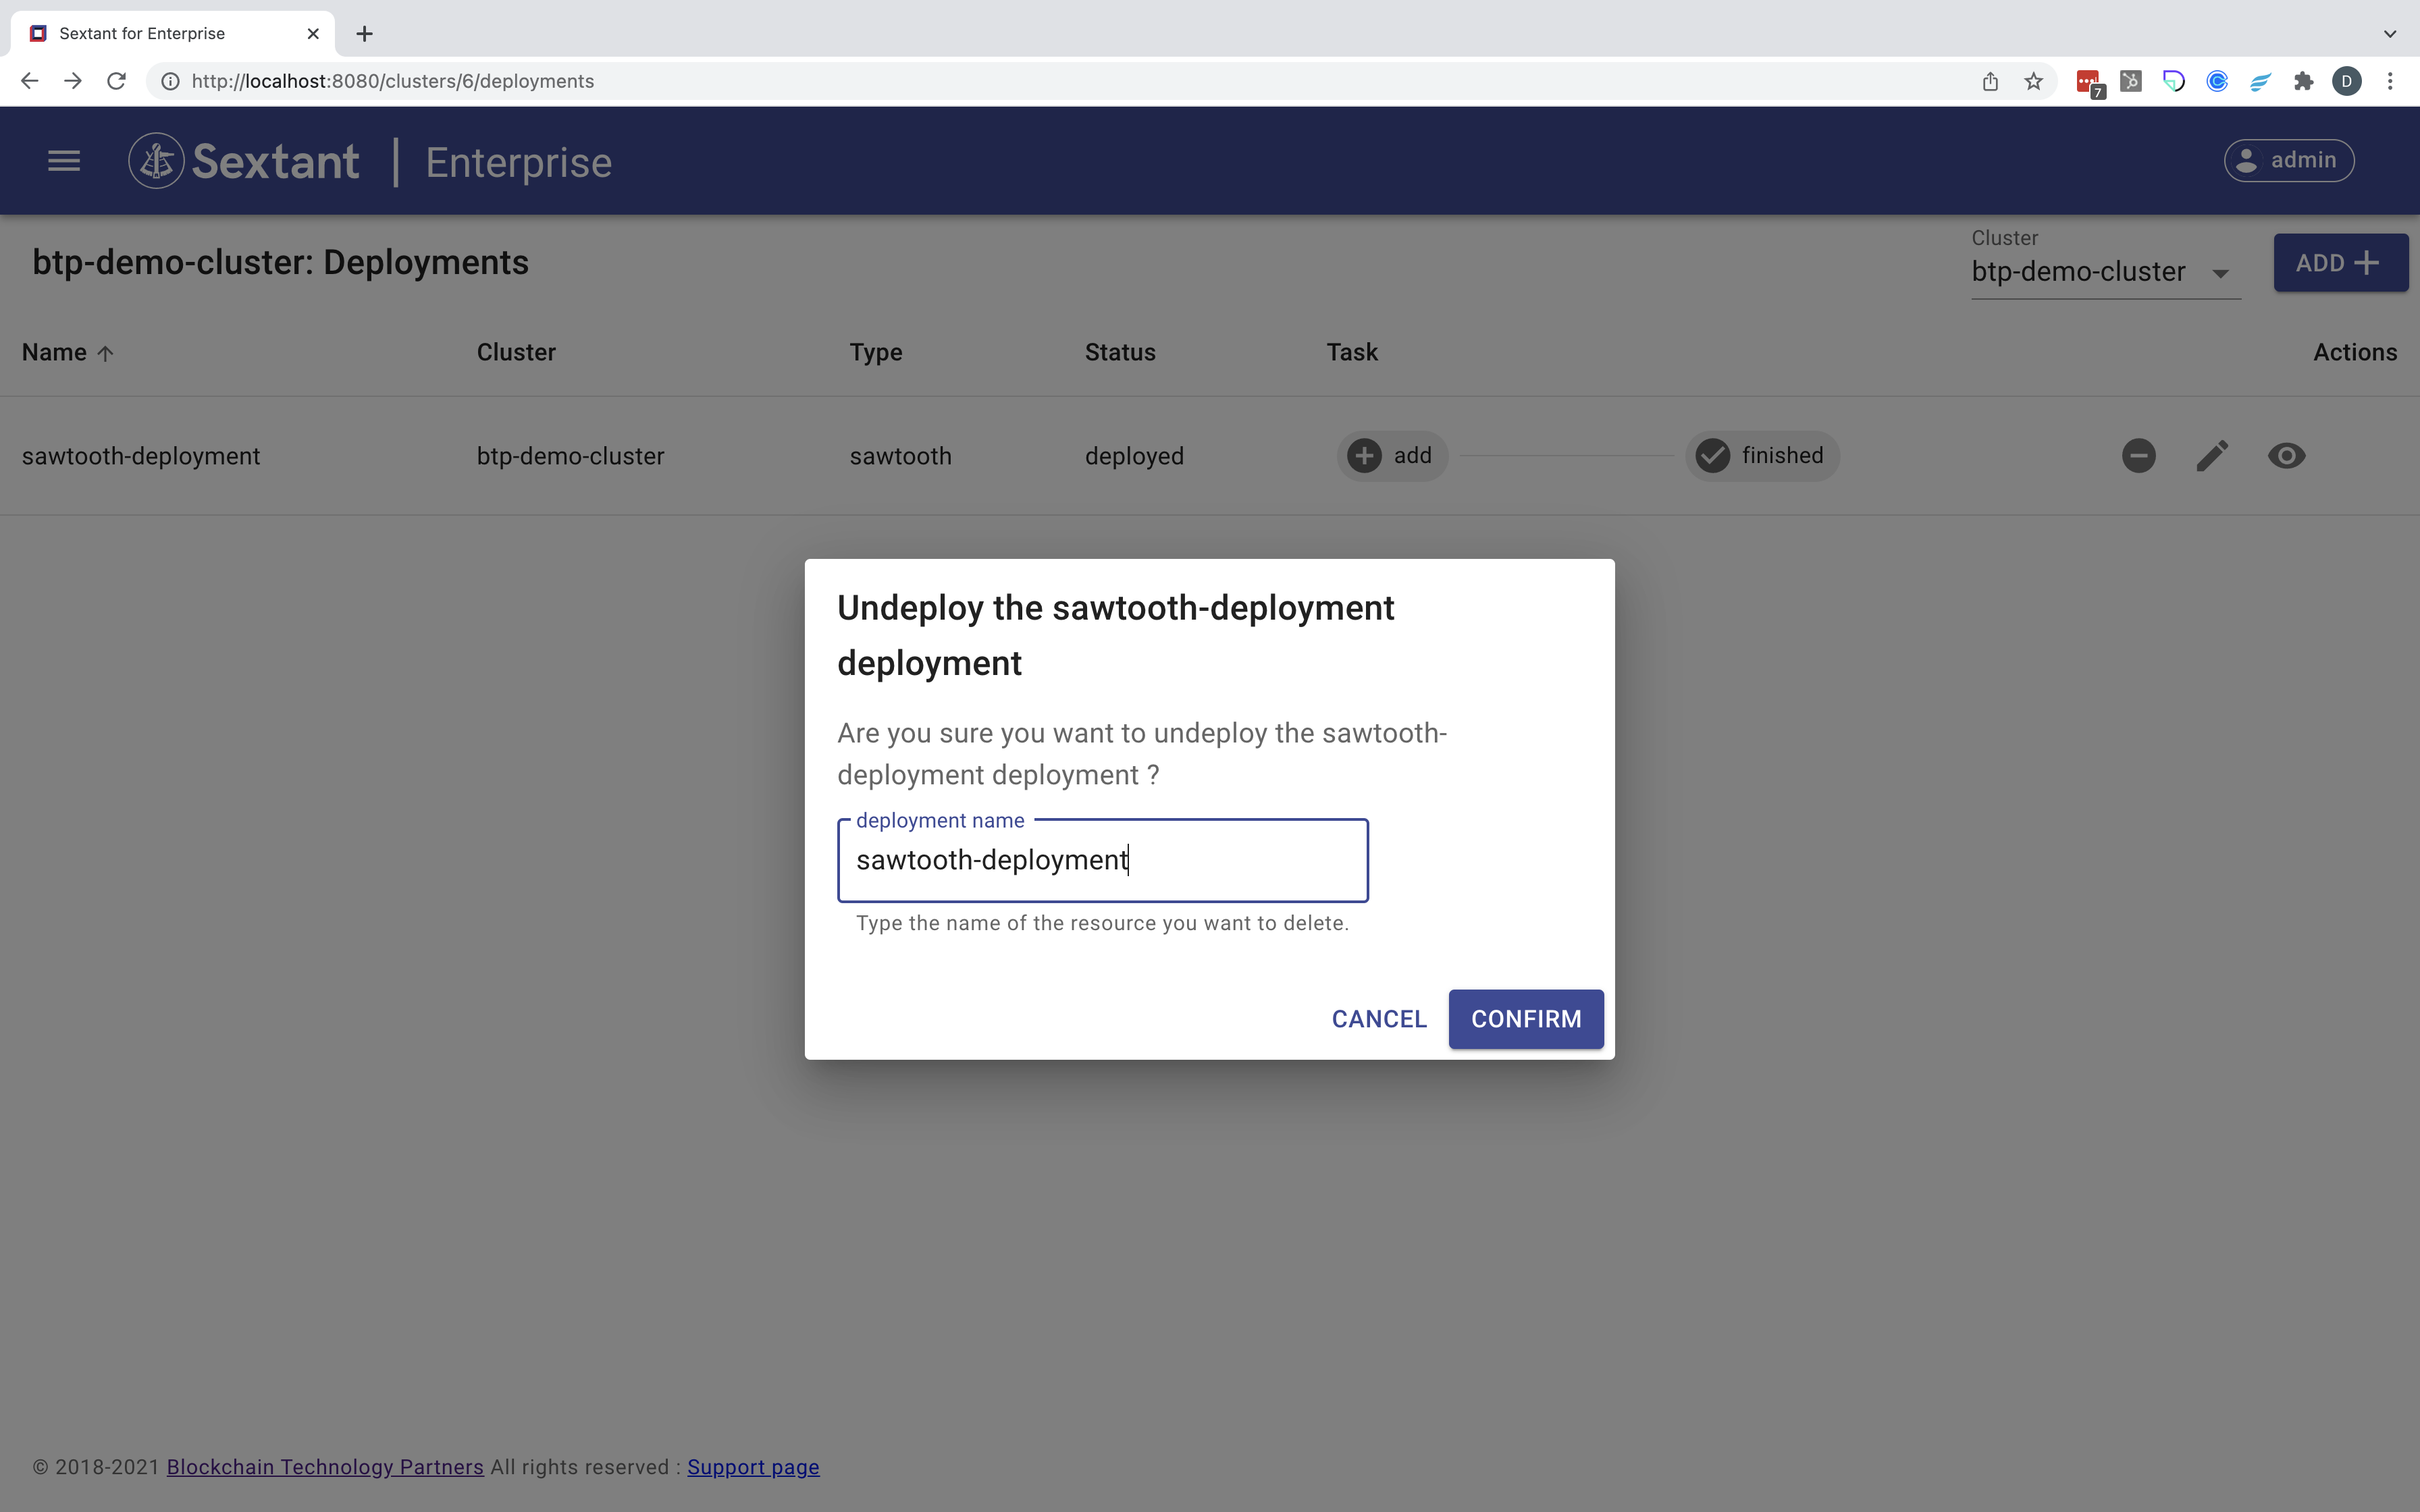 Sextant for Enterprise
http://localhost:8080/clusters/6/deployments
7
D
Sextant | Enterprise
admin
btp-demo-cluster: Deployments
Cluster
btp-demo-cluster
ADD
Name Cluster Type Status Task Actions
sawtooth-deployment btp-demo-cluster sawtooth deployed add finished
Undeploy the sawtooth-deployment
deployment
Are you sure you want to undeploy the sawtooth-
deployment deployment ?
deployment name
sawtooth-deployment
Type the name of the resource you want to delete.
CANCEL CONFIRM
© 2018-2021 Blockchain Technology Partners All rights reserved : Support page